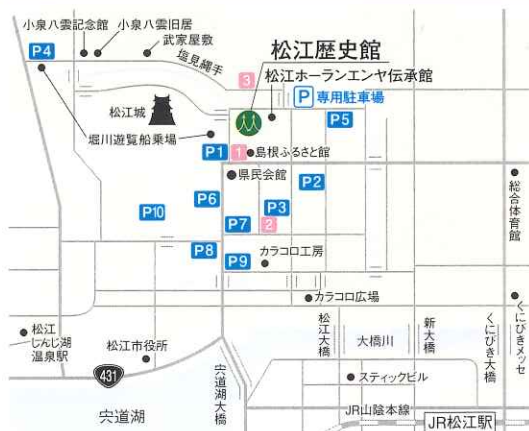 小泉八雲記念館
小泉八雲旧居
武家屋敷
塩見縄手
P4
松江歴史館
松江ホーランエンヤ伝承館
3
P 専用駐車場
松江城
P5
堀川遊覧船乗場
P1
1
島根ふるさと館
県民会館
P2
総合体育館
P6
P3
P10
P7
2
P8
P9
カラコロ工房
カラコロ広場
松江
しんじ湖
温泉駅
松江市役所
431
宍道湖大橋
松江大橋
大橋川
新大橋
くにびき大橋
くにびきメッセ
スティックビル
宍道湖
JR山陰本線
JR松江駅